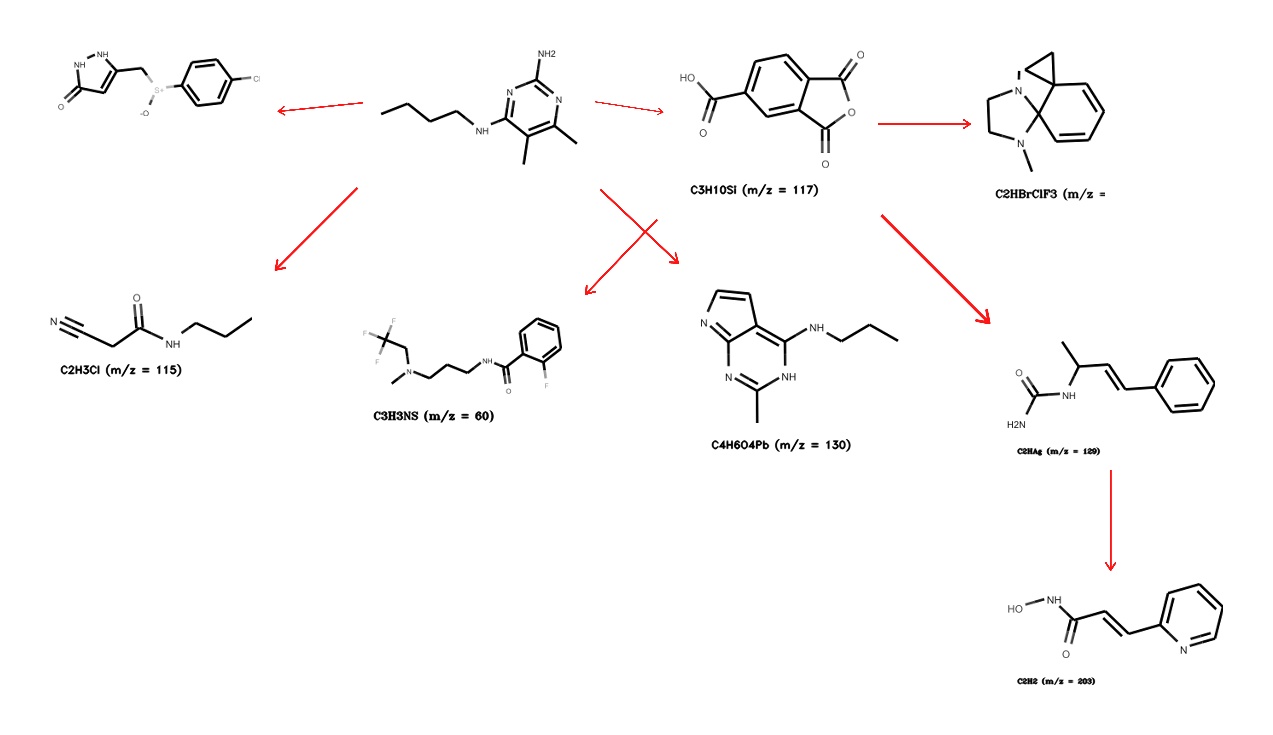 NH
NH
O
S+
-O
Cl
NH2
N
N
NH
HO
O
O
O
O
C3H10Si (m/z = 117)
N
N
C2HBrClF3 (m/z =
N
O
NH
C2H3Cl (m/z = 115)
F
F
F
N
NH
O
F
C3H3NS (m/z = 60)
N
NH
N
NH
C4H6O4Pb (m/z = 130)
O
NH
H2N
C2HAg (m/z = 129)
HO
NH
O
N
C2H2 (m/z = 203)